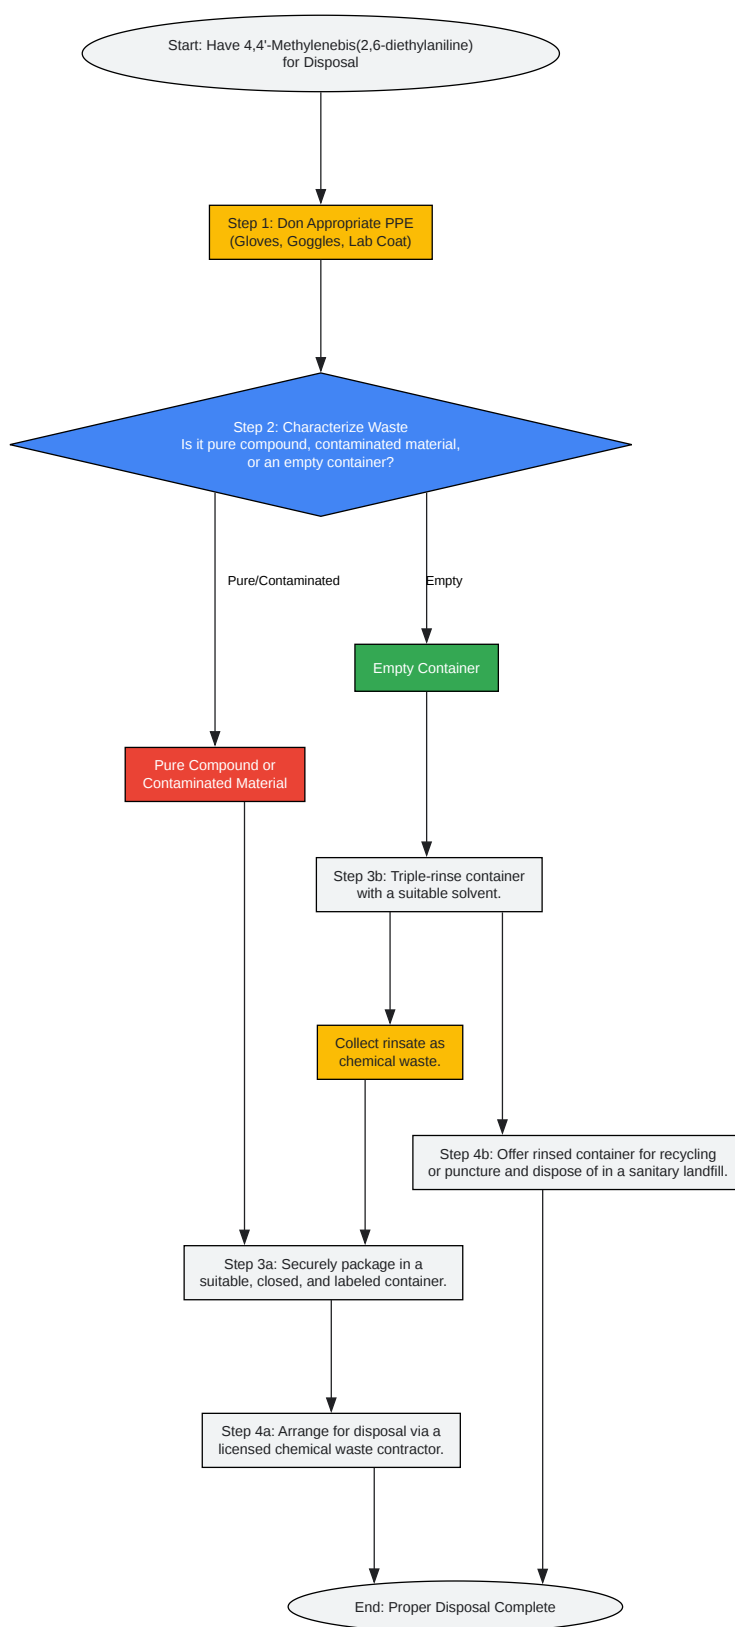 Start: Have 4,4'-Methylenebis(2,6-diethylaniline)
for Disposal
Step 1: Don Appropriate PPE
(Gloves, Goggles, Lab Coat)
Step 2: Characterize Waste
Is it pure compound, contaminated material,
or an empty container?
Pure/Contaminated
Empty
Empty Container
Pure Compound or
Contaminated Material
Step 3b: Triple-rinse container
with a suitable solvent.
Collect rinsate as
chemical waste.
Step 4b: Offer rinsed container for recycling
or puncture and dispose of in a sanitary landfill.
Step 3a: Securely package in a
suitable, closed, and labeled container.
Step 4a: Arrange for disposal via a
licensed chemical waste contractor.
End: Proper Disposal Complete